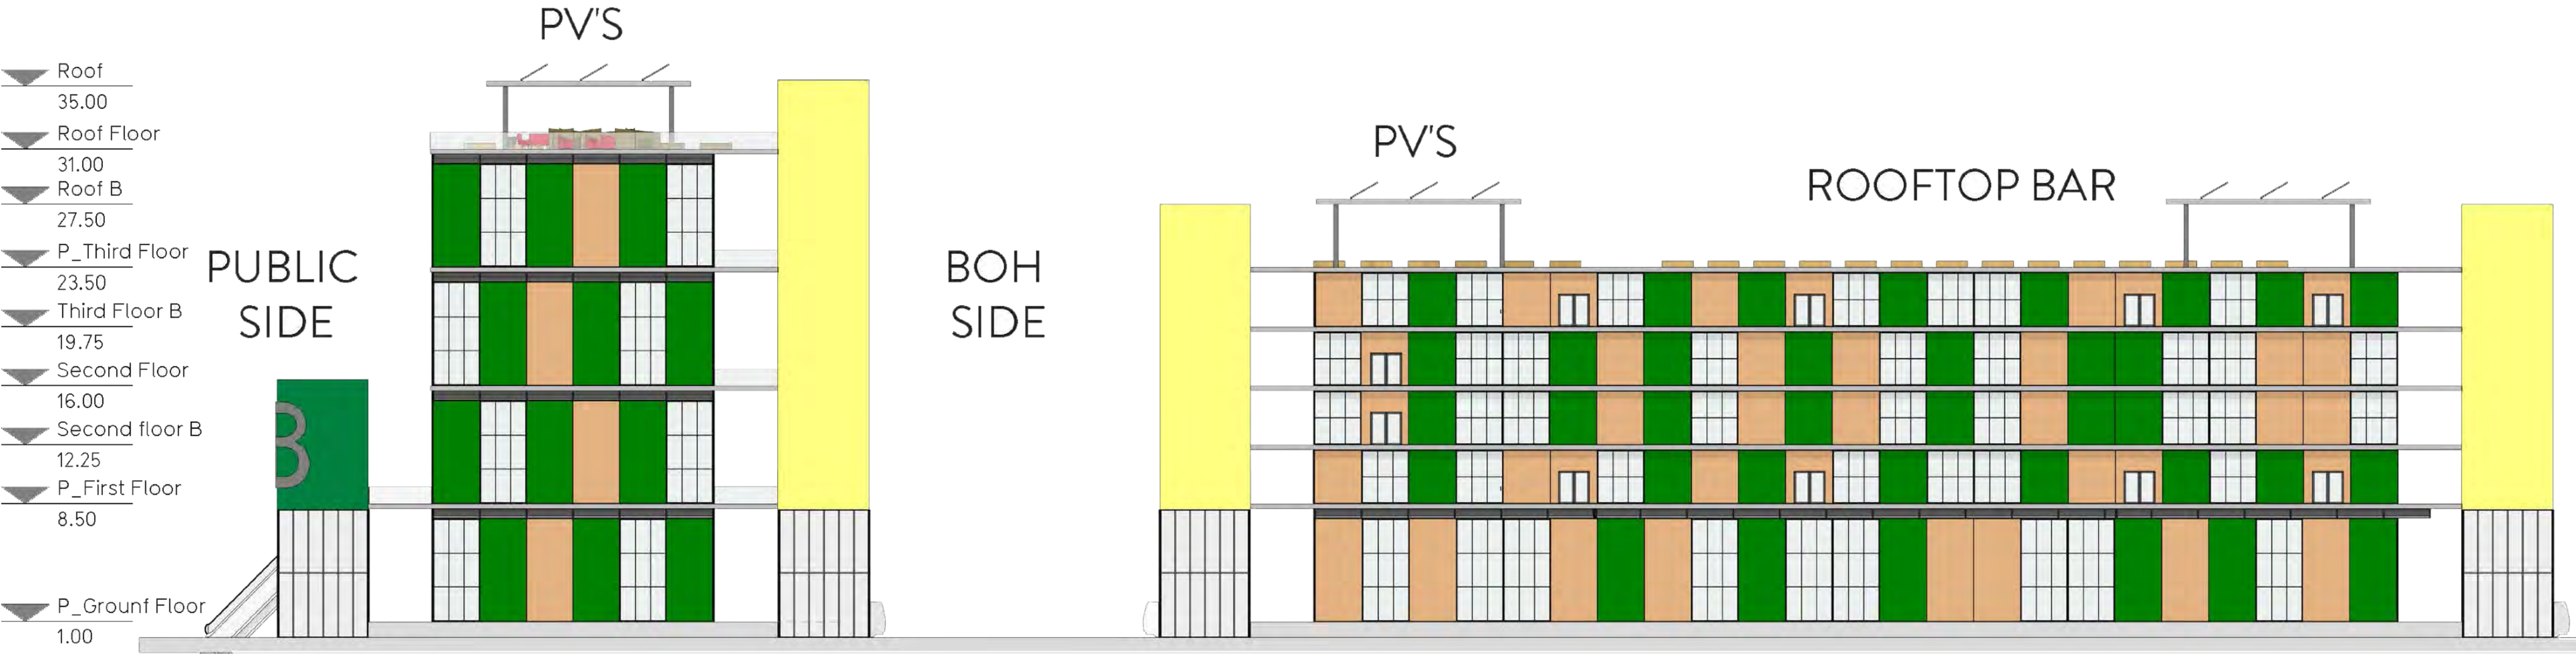 PV'S
Roof
35.00
Roof Floor
31.00
Roof B
27.50
P_Third Floor
23.50
Third Floor B
19.75
Second Floor
16.00
Second floor B
12.25
P_First Floor
8.50
P_Grounf Floor
1.00
PUBLIC
SIDE
B
BOH
SIDE
PV'S
ROOFTOP BAR